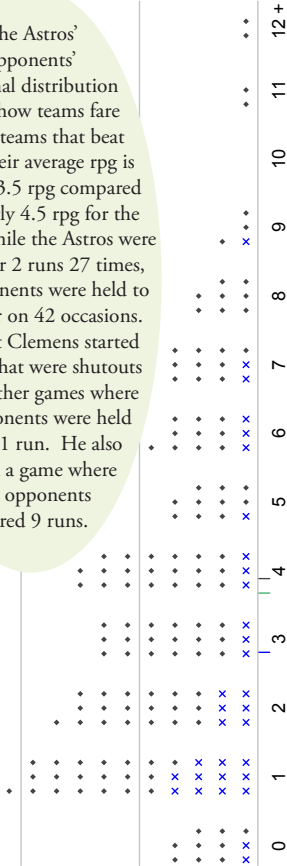 he Astros’
pponents’
al distribution
how teams fare
teams that beat
eir average rpg is
3.5 rpg compared
ly 4.5 rpg for the
hile the Astros were
r 2 runs 27 times,
nents were held to
r on 42 occasions.
t Clemens started
hat were shutouts
ther games where
onents were held
1 run. He also
a game where
opponents
red 9 runs.
12 +
11
10
9
8
7
6
5
4
3
2
1
0